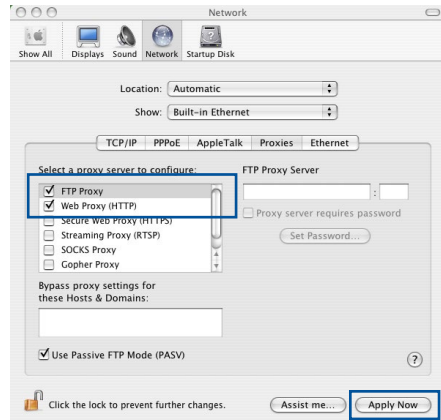 Network
Show All Displays Sound Network Startup Disk
Location: Automatic
Show: Built-in Ethernet
TCP/IP PPPoE AppleTalk Proxies Ethernet
Select a proxy server to configure: FTP Proxy Server
FTP Proxy
:
Web Proxy (HTTP)
Secure Web Proxy (HTTPS) Proxy server requires password
Streaming Proxy (RTSP) Set Password...
SOCKS Proxy
Gopher Proxy
Bypass proxy settings for
these Hosts & Domains:
Use Passive FTP Mode (PASV) ?
Click the lock to prevent further changes. Assist me... Apply Now